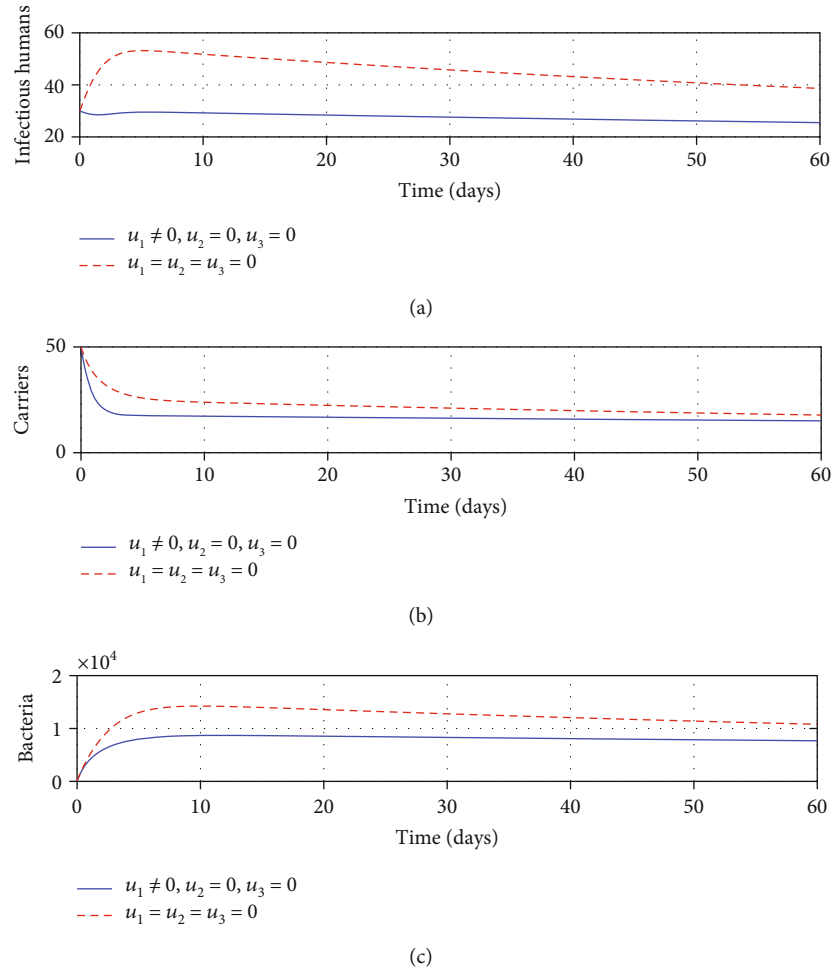 60
40
20
Infectious humans
0 10 20 30 40 50 60
Time (days)
u₁ ≠ 0, u₂ = 0, u₃ = 0
u₁ = u₂ = u₃ = 0
(a)
50
0
Carriers
0 10 20 30 40 50 60
Time (days)
u₁ ≠ 0, u₂ = 0, u₃ = 0
u₁ = u₂ = u₃ = 0
(b)
×10⁴
2
1
0
Bacteria
0 10 20 30 40 50 60
Time (days)
u₁ ≠ 0, u₂ = 0, u₃ = 0
u₁ = u₂ = u₃ = 0
(c)